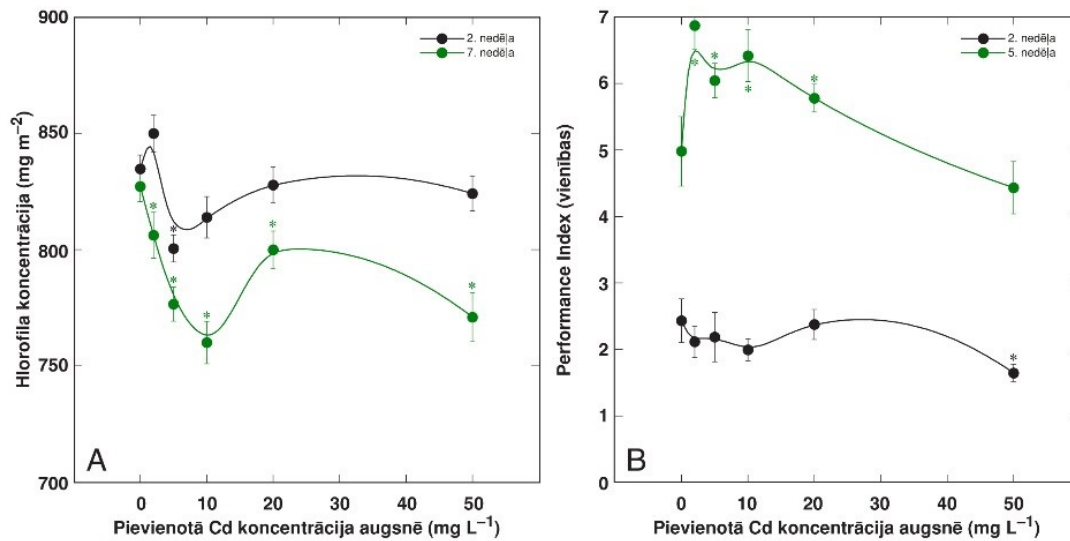 900
850
800
750
700
Hlorofila koncentrācija (mg m⁻²)
2. nedēļa
7. nedēļa
*
*
*
*
*
*
A
0 10 20 30 40 50
Pievienotā Cd koncentrācija augsnē (mg L⁻¹)
7
6
5
4
3
2
1
0
Performance Index (vienības)
2. nedēļa
5. nedēļa
*
*
*
*
*
B
0 10 20 30 40 50
Pievienotā Cd koncentrācija augsnē (mg L⁻¹)